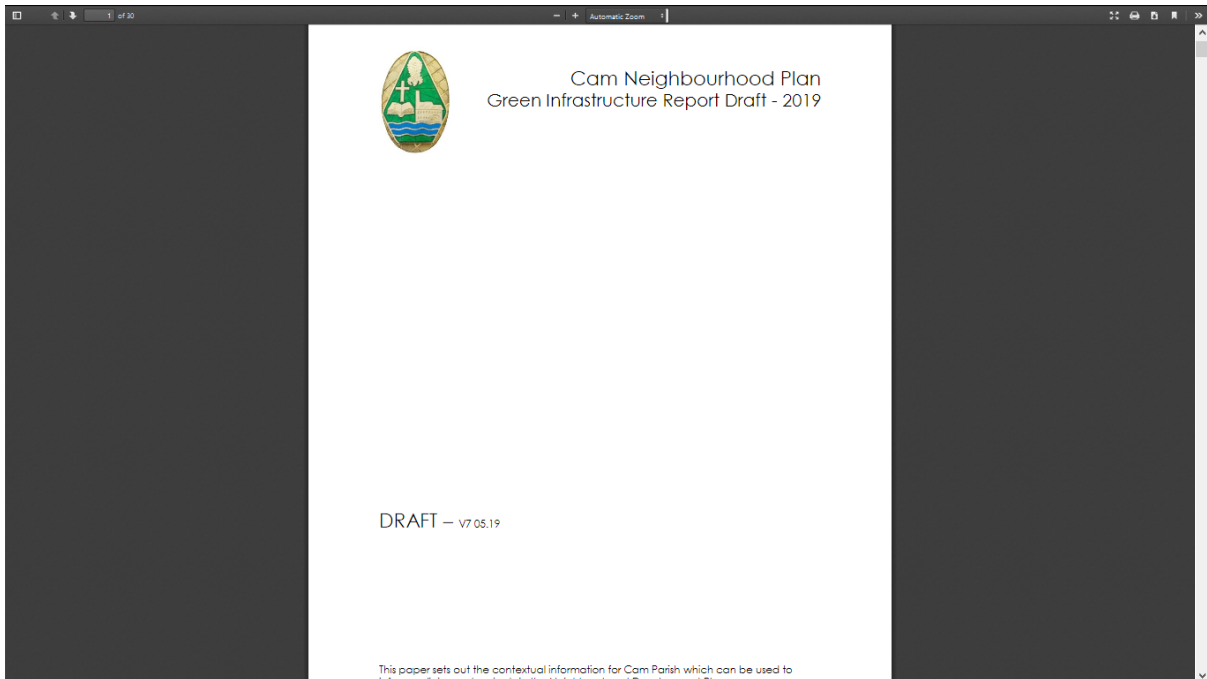 1 of 30
Automatic Zoom
Cam Neighbourhood Plan
Green Infrastructure Report Draft - 2019
DRAFT – V7 05.19
This paper sets out the contextual information for Cam Parish which can be used to